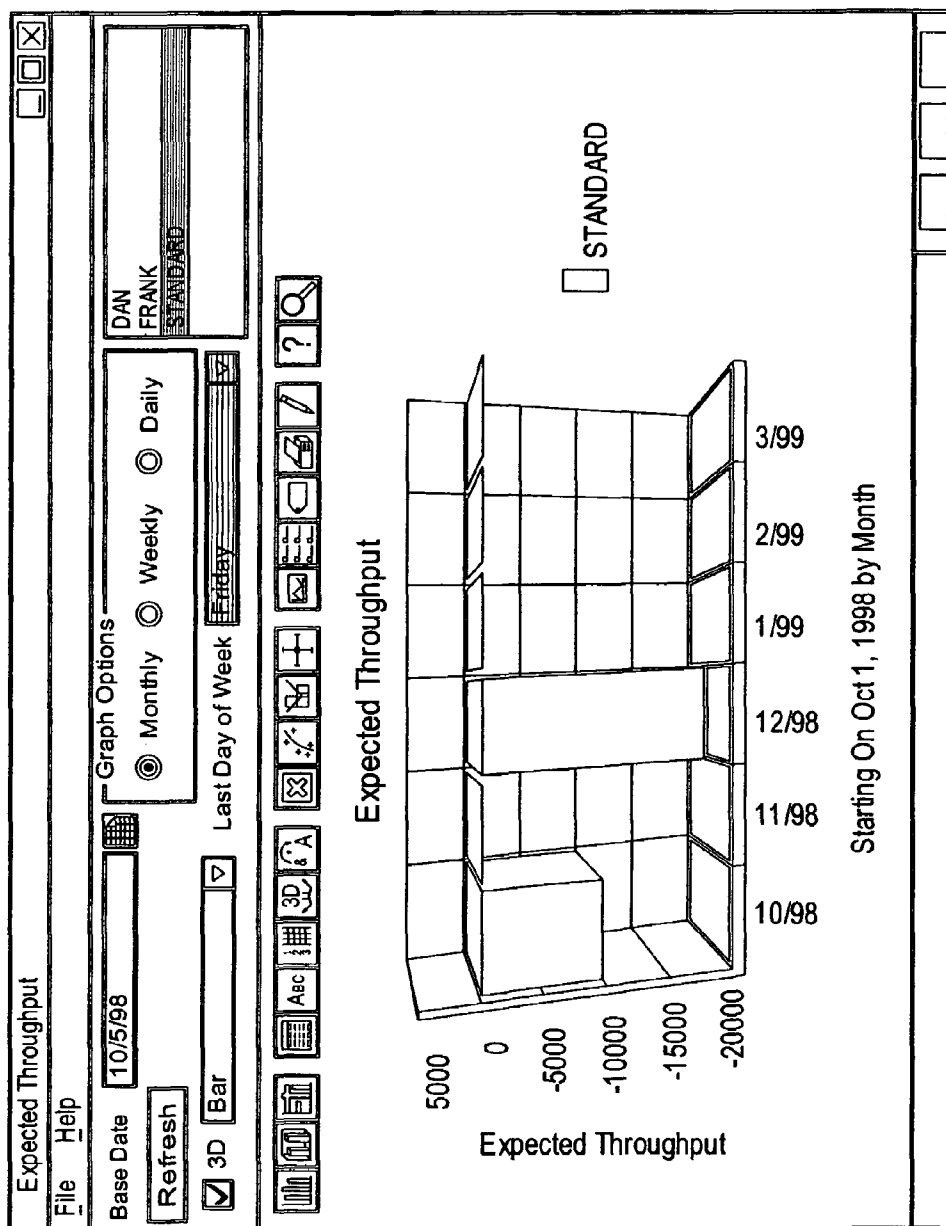 Expected Throughput
File Help
Base Date 10/5/98
Refresh
3D Bar
Graph Options
Monthly Weekly Daily
Last Day of Week Friday
DAN
FRANK
STANDARD
ABC
3D
& A
?
Expected Throughput
Expected Throughput
5000
0
-5000
-10000
-15000
-20000
10/98 11/98 12/98 1/99 2/99 3/99
Starting On Oct 1, 1998 by Month
STANDARD